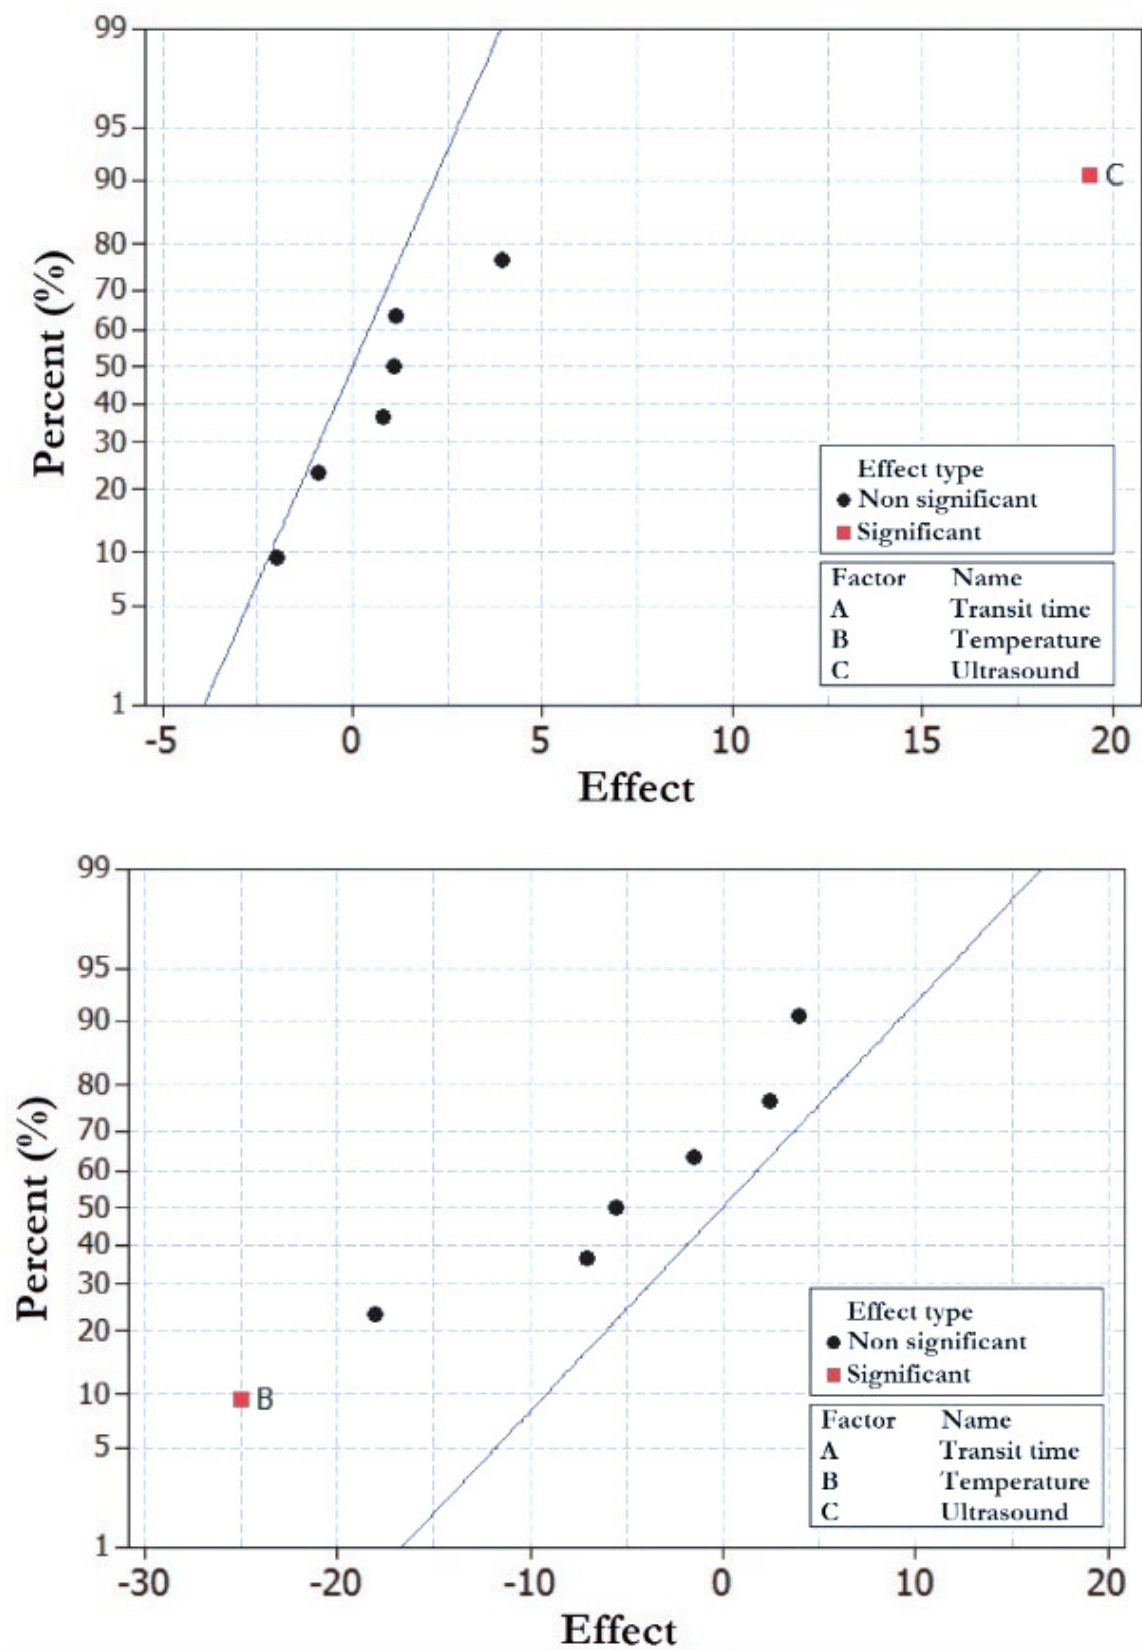 99
95
90
80
70
60
50
40
30
20
10
5
1
Percent (%)
C
Effect type
Non significant
Significant
Factor Name
A Transit time
B Temperature
C Ultrasound
-5 0 5 10 15 20
Effect
99
95
90
80
70
60
50
40
30
20
10
5
1
Percent (%)
B
Effect type
Non significant
Significant
Factor Name
A Transit time
B Temperature
C Ultrasound
-30 -20 -10 0 10 20
Effect